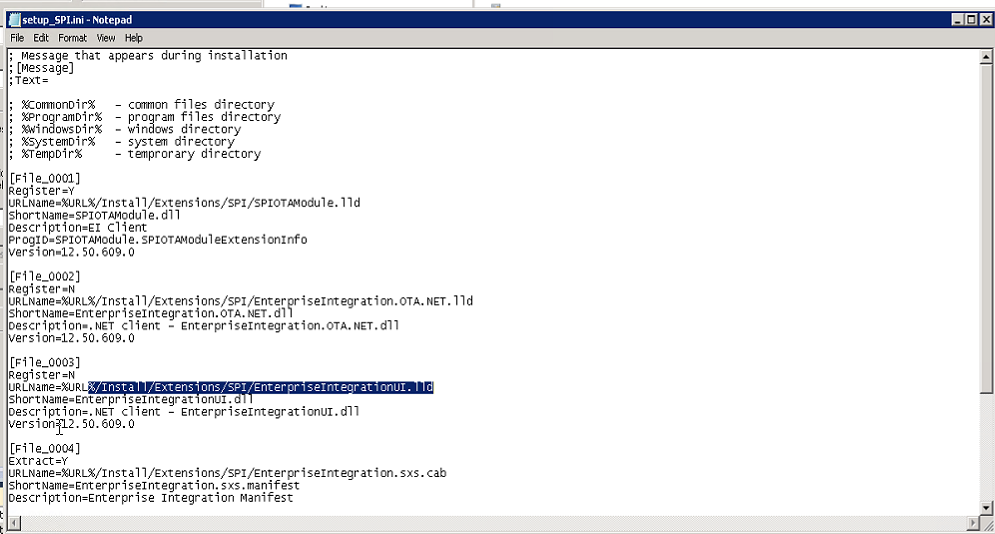 setup_SPI.ini - Notepad
File Edit Format View Help
; Message that appears during installation
;[Message]
;Text=
; %CommonDir% - common files directory
; %ProgramDir% - program files directory
; %WindowsDir% - windows directory
; %SystemDir% - system directory
; %TempDir% - temprorary directory
[File_0001]
Register=Y
URLName=%URL%/Install/Extensions/SPI/SPIOTAModule.lld
ShortName=SPIOTAModule.dll
Description=EI Client
ProgID=SPIOTAModule.SPIOTAModuleExtensionInfo
Version=12.50.609.0
[File_0002]
Register=N
URLName=%URL%/Install/Extensions/SPI/EnterpriseIntegration.OTA.NET.lld
ShortName=EnterpriseIntegration.OTA.NET.dll
Description=.NET client - EnterpriseIntegration.OTA.NET.dll
Version=12.50.609.0
[File_0003]
Register=N
URLName=%URL%/Install/Extensions/SPI/EnterpriseIntegrationUI.lld
ShortName=EnterpriseIntegrationUI.dll
Description=.NET client - EnterpriseIntegrationUI.dll
Version=12.50.609.0
[File_0004]
Extract=Y
URLName=%URL%/Install/Extensions/SPI/EnterpriseIntegration.sxs.cab
ShortName=EnterpriseIntegration.sxs.manifest
Description=Enterprise Integration Manifest